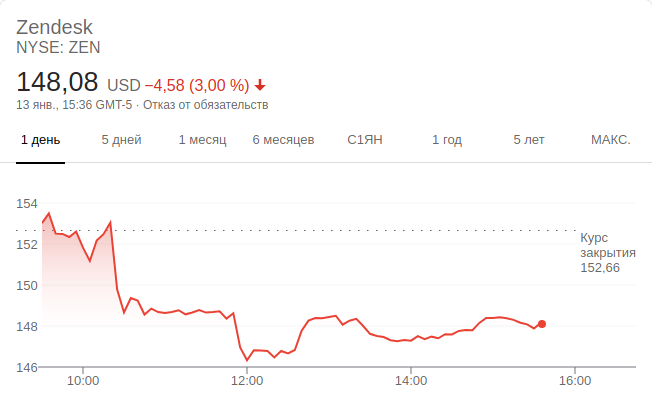 Zendesk
NYSE: ZEN
148,08 USD −4,58 (3,00 %)
13 янв., 15:36 GMT-5 · Отказ от обязательств
1 день 5 дней 1 месяц 6 месяцев С1ЯН 1 год 5 лет МАКС.
154
152
150
148
146
Курс
закрытия
152,66
10:00 12:00 14:00 16:00